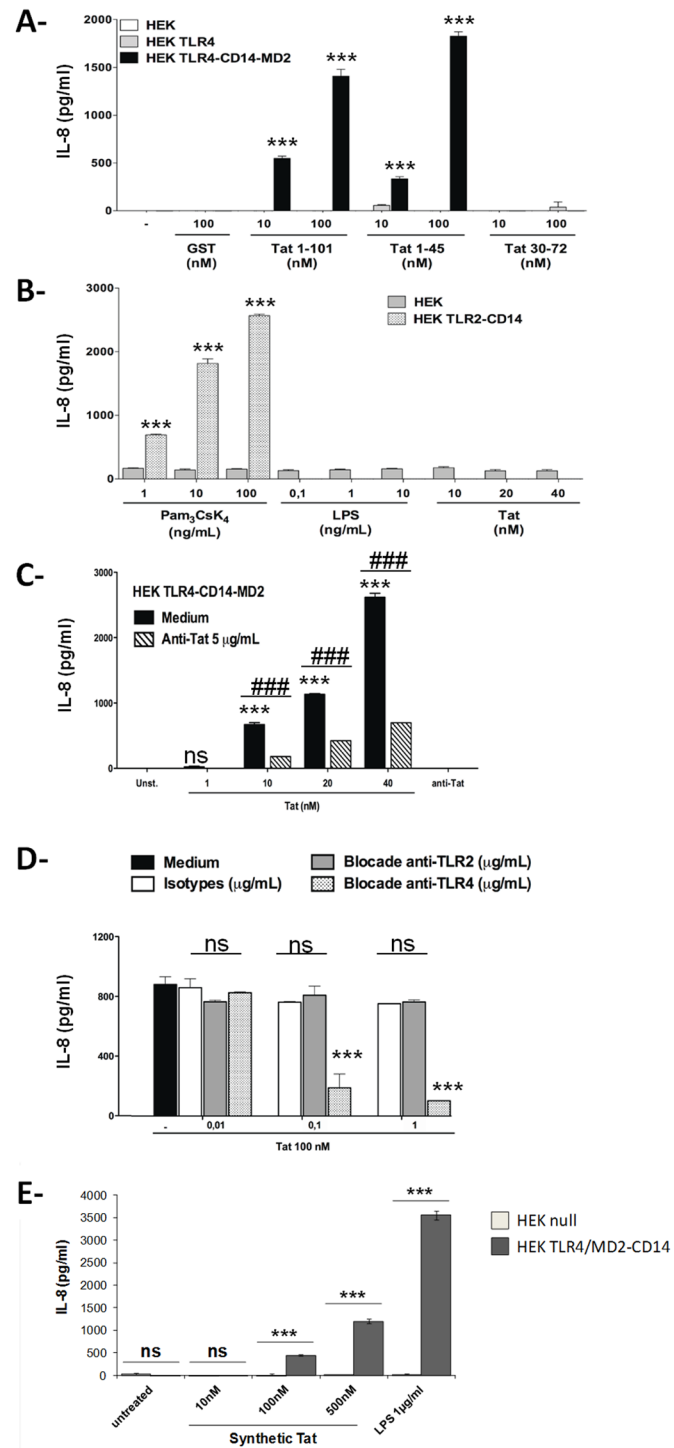 A-
HEK
HEK TLR4
HEK TLR4-CD14-MD2
IL-8 (pg/ml)
2000
1500
1000
500
0
*** *** *** ***
- 100 10 100 10 100 10 100
GST Tat 1-101 Tat 1-45 Tat 30-72
(nM) (nM) (nM) (nM)
B-
HEK
HEK TLR2-CD14
IL-8 (pg/ml)
3000
2000
1000
0
*** *** ***
1 10 100 0,1 1 10 10 20 40
Pam3CsK4 LPS Tat
(ng/mL) (ng/mL) (nM)
C-
HEK TLR4-CD14-MD2
Medium
Anti-Tat 5 µg/mL
IL-8 (pg/ml)
3000
2000
1000
0
### ### ###
ns *** *** ***
Unst. 1 10 20 40 anti-Tat
Tat (nM)
D-
Medium Blocade anti-TLR2 (µg/mL)
Isotypes (µg/mL) Blocade anti-TLR4 (µg/mL)
IL-8 (pg/ml)
1200
800
400
0
ns ns ns
*** ***
- 0,01 0,1 1
Tat 100 nM
E-
HEK null
HEK TLR4/MD2-CD14
IL-8 (pg/ml)
4000
3500
3000
2500
2000
1500
1000
500
0
ns ns *** *** ***
untreated 10nM 100nM 500nM LPS 1µg/ml
Synthetic Tat